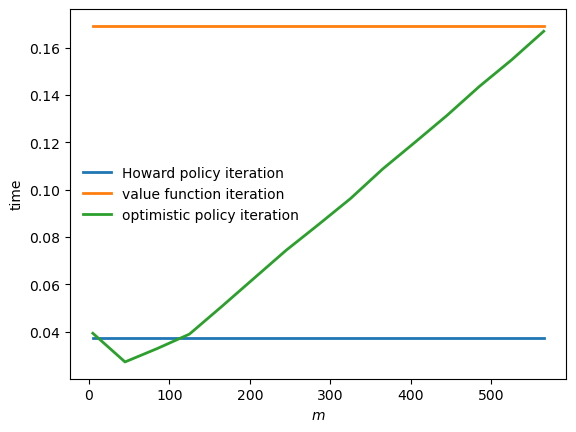 0.16
0.14
0.12
0.10
0.08
0.06
0.04
time
Howard policy iteration
value function iteration
optimistic policy iteration
0 100 200 300 400 500
m